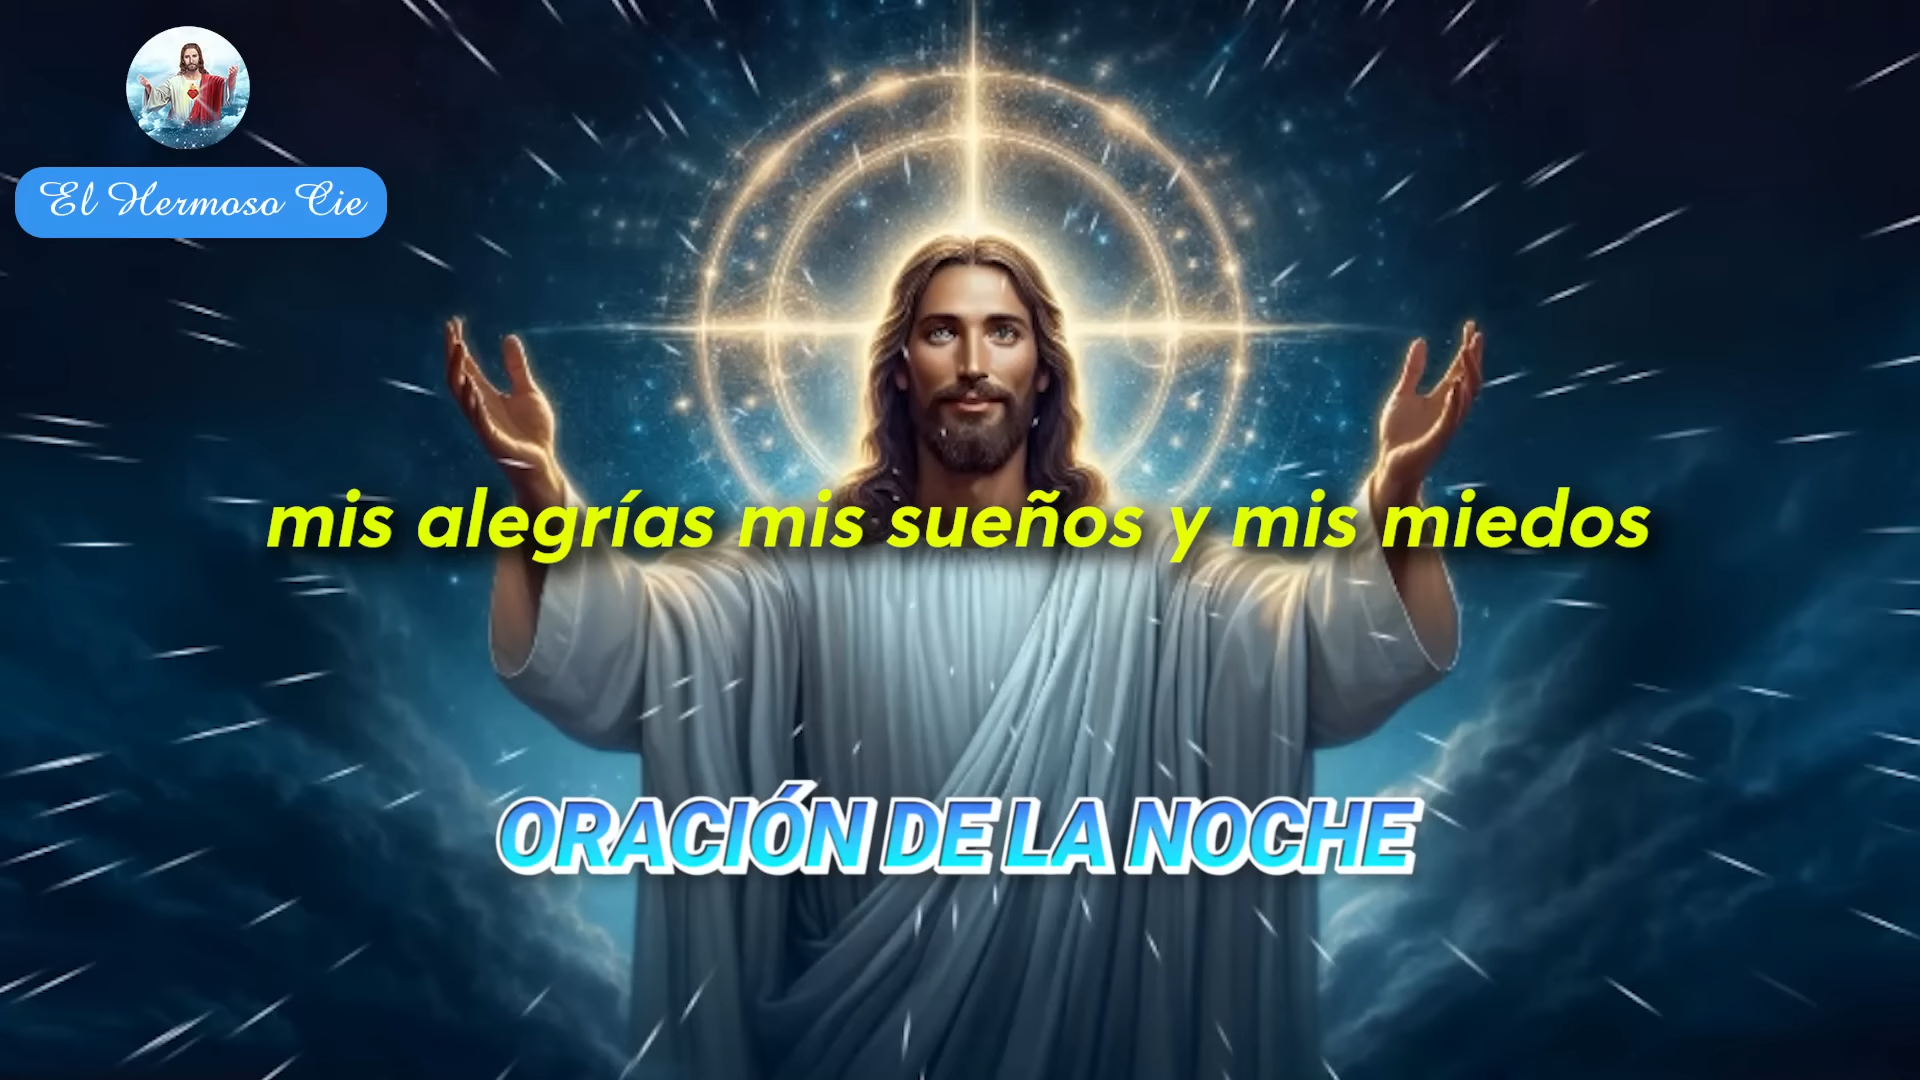 El Hermoso Cie
mis alegrías mis sueños y mis miedos
ORACIÓN DE LA NOCHE